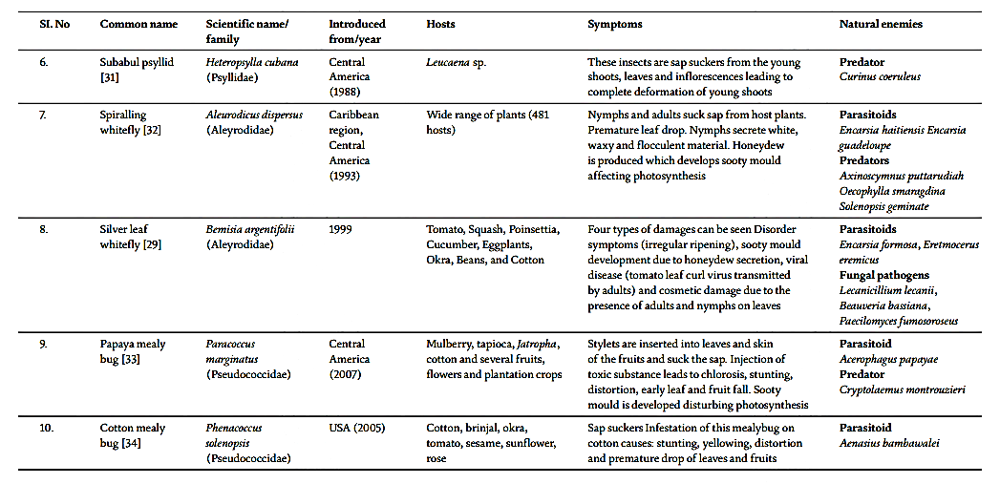 SI. No Common name Scientific name/ family Introduced from/year Hosts Symptoms Natural enemies
6. Subabul psyllid [31] Heteropsylla cubana (Psyllidae) Central America (1988) Leucaena sp. These insects are sap suckers from the young shoots, leaves and inflorescences leading to complete deformation of young shoots Predator Curinus coeruleus
7. Spiralling whitefly [32] Aleurodicus dispersus (Aleyrodidae) Caribbean region, Central America (1993) Wide range of plants (481 hosts) Nymphs and adults suck sap from host plants. Premature leaf drop. Nymphs secrete white, waxy and flocculent material. Honeydew is produced which develops sooty mould affecting photosynthesis Parasitoids Encarsia haitiensis Encarsia guadeloupe Predators Axinoscymnus puttarudiah Oecophylla smaragdina Solenopsis geminate
8. Silver leaf whitefly [29] Bemisia argentifolii (Aleyrodidae) 1999 Tomato, Squash, Poinsettia, Cucumber, Eggplants, Okra, Beans, and Cotton Four types of damages can be seen Disorder symptoms (irregular ripening), sooty mould development due to honeydew secretion, viral disease (tomato leaf curl virus transmitted by adults) and cosmetic damage due to the presence of adults and nymphs on leaves Parasitoids Encarsia formosa, Eretmocerus eremicus Fungal pathogens Lecanicillium lecanii, Beauveria bassiana, Paecilomyces fumosoroseus
9. Papaya mealy bug [33] Paracoccus marginatus (Pseudococcidae) Central America (2007) Mulberry, tapioca, Jatropha, cotton and several fruits, flowers and plantation crops Stylets are inserted into leaves and skin of the fruits and suck the sap. Injection of toxic substance leads to chlorosis, stunting, distortion, early leaf and fruit fall. Sooty mould is developed disturbing photosynthesis Parasitoid Acerophagus papayae Predator Cryptolaemus montrouzieri
10. Cotton mealy bug [34] Phenacoccus solenopsis (Pseudococcidae) USA (2005) Cotton, brinjal, okra, tomato, sesame, sunflower, rose Sap suckers Infestation of this mealybug on cotton causes: stunting, yellowing, distortion and premature drop of leaves and fruits Parasitoid Aenasius bambawalei